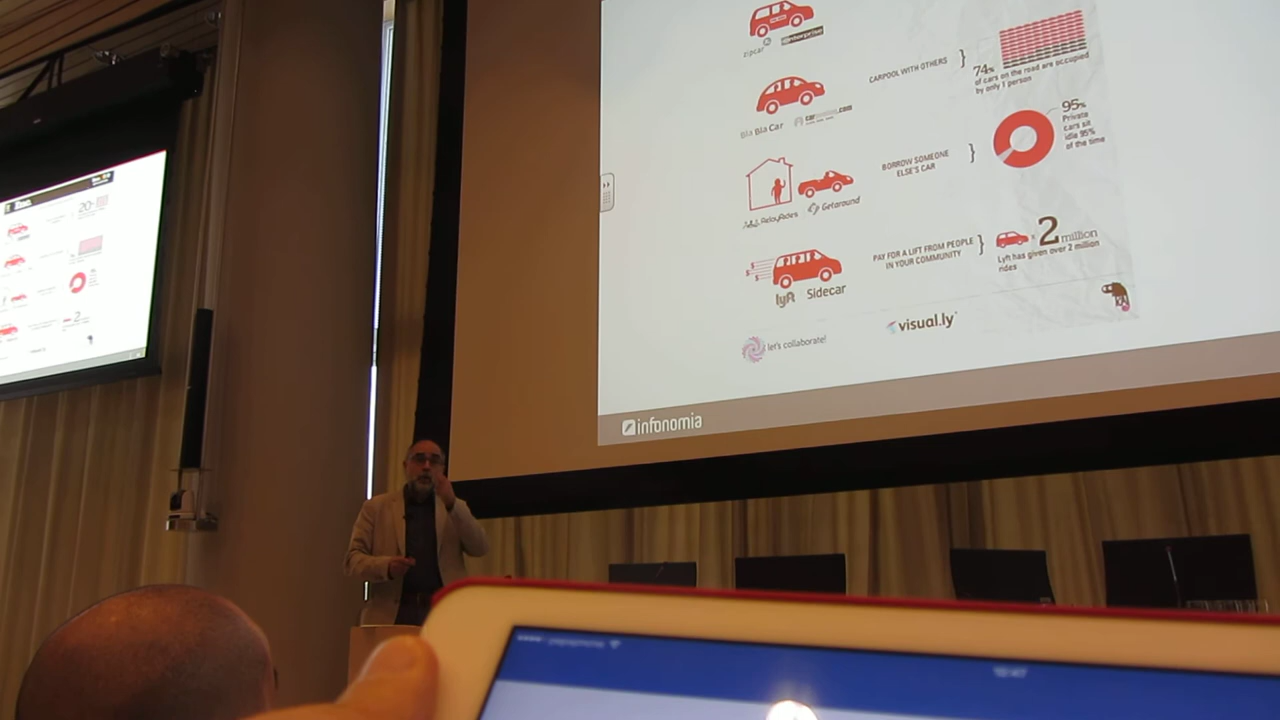 zipcar
enterprise
CARPOOL WITH OTHERS
74%
of cars on the road are occupied
by only 1 person
Bla Bla Car
95%
Private
cars sit
idle 95%
of the time
BORROW SOMEONE
ELSE'S CAR
RelayRides
Getaround
PAY FOR A LIFT FROM PEOPLE
IN YOUR COMMUNITY
2 million
Lyft has given over 2 million
rides
lyft
Sidecar
let's collaborate!
visual.ly
infonomia